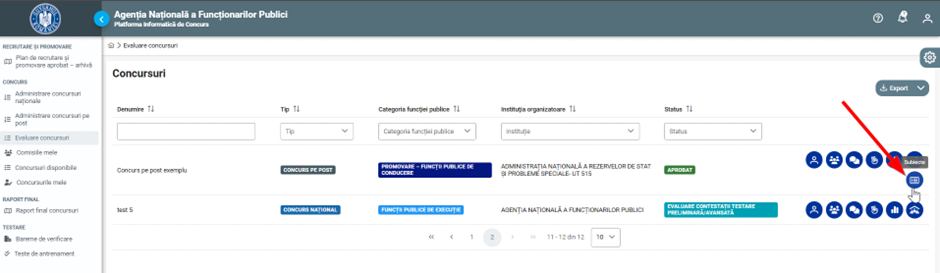 Agenția Națională a Funcționarilor Publici
Platforma Informatica de Concurs
Evaluare concursuri
RECRUTARE ȘI PROMOVARE
Plan de recrutare și
promovare aprobat – arhivă
CONCURS
Administrare concursuri
naționale
Administrare concursuri pe
post
Evaluare concursuri
Comisiile mele
Concursuri disponibile
Concursurile mele
RAPORT FINAL
Raport final concursuri
TESTARE
Bareme de verificare
Teste de antrenament
Concursuri
Export
Denumire Tip Categoria funcției publice Instituția organizatoare Status
Tip Categoria funcției publice Instituție Status
Concurs pe post exemplu
CONCURS PE POST
PROMOVARE – FUNCȚII PUBLICE DE
CONDUCERE
ADMINISTRAȚIA NAȚIONALĂ A REZERVELOR DE STAT
ȘI PROBLEME SPECIALE- UT 515
APROBAT
Subiecte
test 5
CONCURS NAȚIONAL
FUNCȚII PUBLICE DE EXECUȚIE
AGENȚIA NAȚIONALĂ A FUNCȚIONARILOR PUBLICI
EVALUARE CONTESTAȚII TESTARE
PRELIMINARĂ/AVANSATĂ
1 2 11 - 12 din 12 10